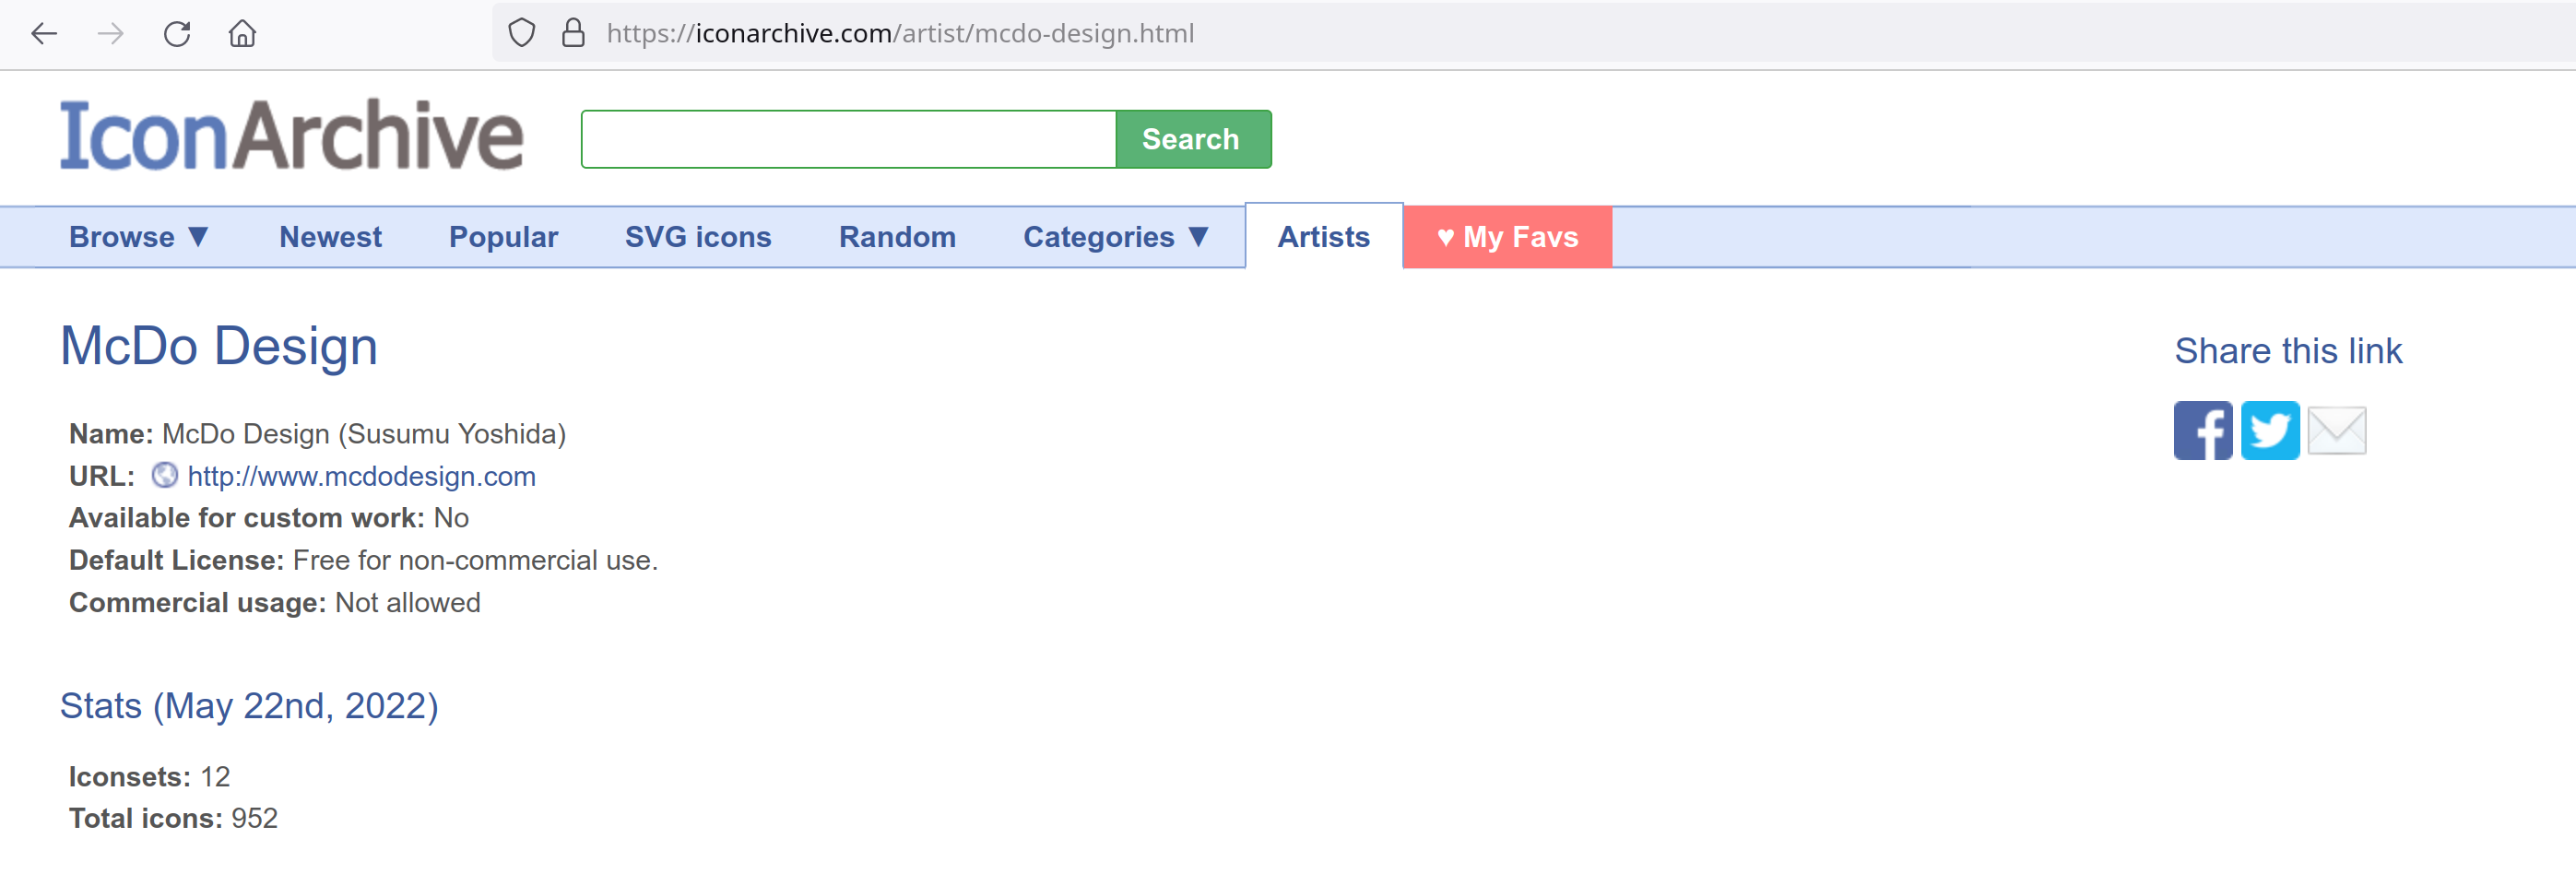 https://iconarchive.com/artist/mcdo-design.html
IconArchive
Search
Browse ▼ Newest Popular SVG icons Random Categories ▼ Artists ♥ My Favs
McDo Design
Share this link
Name: McDo Design (Susumu Yoshida)
URL: http://www.mcdodesign.com
Available for custom work: No
Default License: Free for non-commercial use.
Commercial usage: Not allowed
Stats (May 22nd, 2022)
Iconsets: 12
Total icons: 952